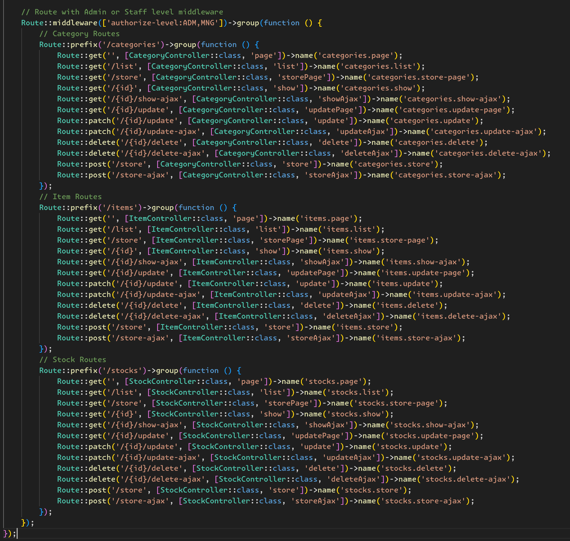 // Route with Admin or Staff level middleware
Route::middleware(['authorize-level:ADM,MNG'])->group(function () {
// Category Routes
Route::prefix('/categories')->group(function () {
Route::get('', [CategoryController::class, 'page'])->name('categories.page');
Route::get('/list', [CategoryController::class, 'list'])->name('categories.list');
Route::get('/store', [CategoryController::class, 'storePage'])->name('categories.store-page');
Route::get('/{id}', [CategoryController::class, 'show'])->name('categories.show');
Route::get('/{id}/show-ajax', [CategoryController::class, 'showAjax'])->name('categories.show-ajax');
Route::get('/{id}/update', [CategoryController::class, 'updatePage'])->name('categories.update-page');
Route::patch('/{id}/update', [CategoryController::class, 'update'])->name('categories.update');
Route::patch('/{id}/update-ajax', [CategoryController::class, 'updateAjax'])->name('categories.update-ajax');
Route::delete('/{id}/delete', [CategoryController::class, 'delete'])->name('categories.delete');
Route::delete('/{id}/delete-ajax', [CategoryController::class, 'deleteAjax'])->name('categories.delete-ajax');
Route::post('/store', [CategoryController::class, 'store'])->name('categories.store');
Route::post('/store-ajax', [CategoryController::class, 'storeAjax'])->name('categories.store-ajax');
});
// Item Routes
Route::prefix('/items')->group(function () {
Route::get('', [ItemController::class, 'page'])->name('items.page');
Route::get('/list', [ItemController::class, 'list'])->name('items.list');
Route::get('/store', [ItemController::class, 'storePage'])->name('items.store-page');
Route::get('/{id}', [ItemController::class, 'show'])->name('items.show');
Route::get('/{id}/show-ajax', [ItemController::class, 'showAjax'])->name('items.show-ajax');
Route::get('/{id}/update', [ItemController::class, 'updatePage'])->name('items.update-page');
Route::patch('/{id}/update', [ItemController::class, 'update'])->name('items.update');
Route::patch('/{id}/update-ajax', [ItemController::class, 'updateAjax'])->name('items.update-ajax');
Route::delete('/{id}/delete', [ItemController::class, 'delete'])->name('items.delete');
Route::delete('/{id}/delete-ajax', [ItemController::class, 'deleteAjax'])->name('items.delete-ajax');
Route::post('/store', [ItemController::class, 'store'])->name('items.store');
Route::post('/store-ajax', [ItemController::class, 'storeAjax'])->name('items.store-ajax');
});
// Stock Routes
Route::prefix('/stocks')->group(function () {
Route::get('', [StockController::class, 'page'])->name('stocks.page');
Route::get('/list', [StockController::class, 'list'])->name('stocks.list');
Route::get('/store', [StockController::class, 'storePage'])->name('stocks.store-page');
Route::get('/{id}', [StockController::class, 'show'])->name('stocks.show');
Route::get('/{id}/show-ajax', [StockController::class, 'showAjax'])->name('stocks.show-ajax');
Route::get('/{id}/update', [StockController::class, 'updatePage'])->name('stocks.update-page');
Route::patch('/{id}/update', [StockController::class, 'update'])->name('stocks.update');
Route::patch('/{id}/update-ajax', [StockController::class, 'updateAjax'])->name('stocks.update-ajax');
Route::delete('/{id}/delete', [StockController::class, 'delete'])->name('stocks.delete');
Route::delete('/{id}/delete-ajax', [StockController::class, 'deleteAjax'])->name('stocks.delete-ajax');
Route::post('/store', [StockController::class, 'store'])->name('stocks.store');
Route::post('/store-ajax', [StockController::class, 'storeAjax'])->name('stocks.store-ajax');
});
});
});